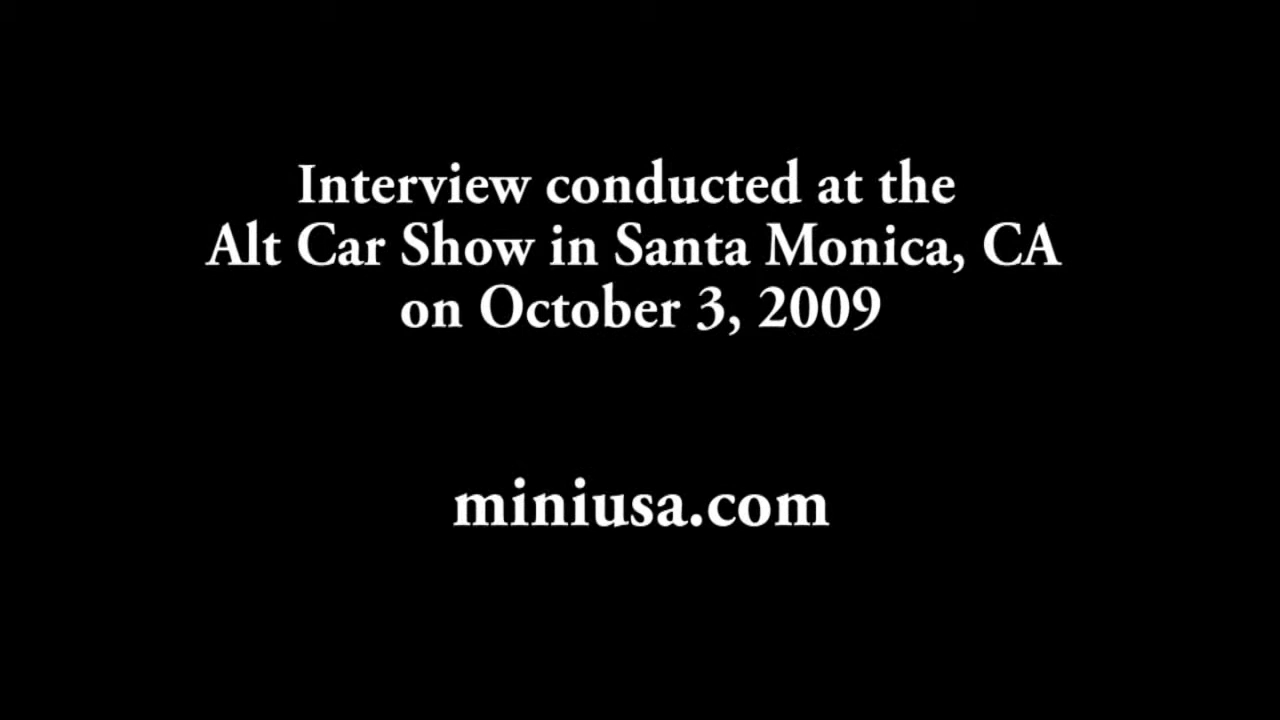 Interview conducted at the
Alt Car Show in Santa Monica, CA
on October 3, 2009
miniusa.com